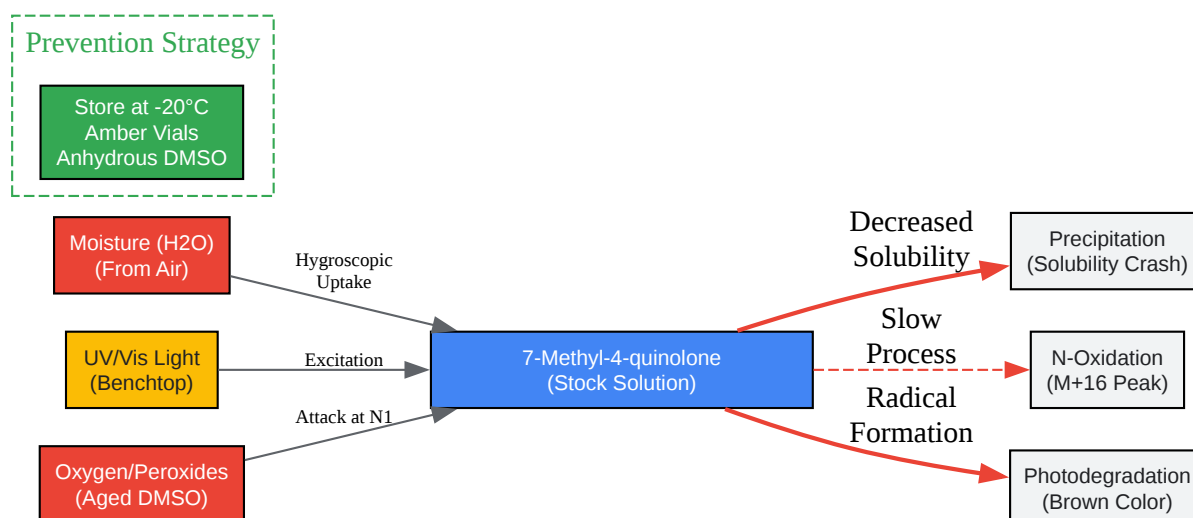 Prevention Strategy
Store at -20°C
Amber Vials
Anhydrous DMSO
Moisture (H2O)
(From Air)
Hygroscopic
Uptake
UV/Vis Light
(Benchtop)
Excitation
Oxygen/Peroxides
(Aged DMSO)
Attack at N1
7-Methyl-4-quinolone
(Stock Solution)
Decreased
Solubility
Precipitation
(Solubility Crash)
Slow
Process
N-Oxidation
(M+16 Peak)
Radical
Formation
Photodegradation
(Brown Color)